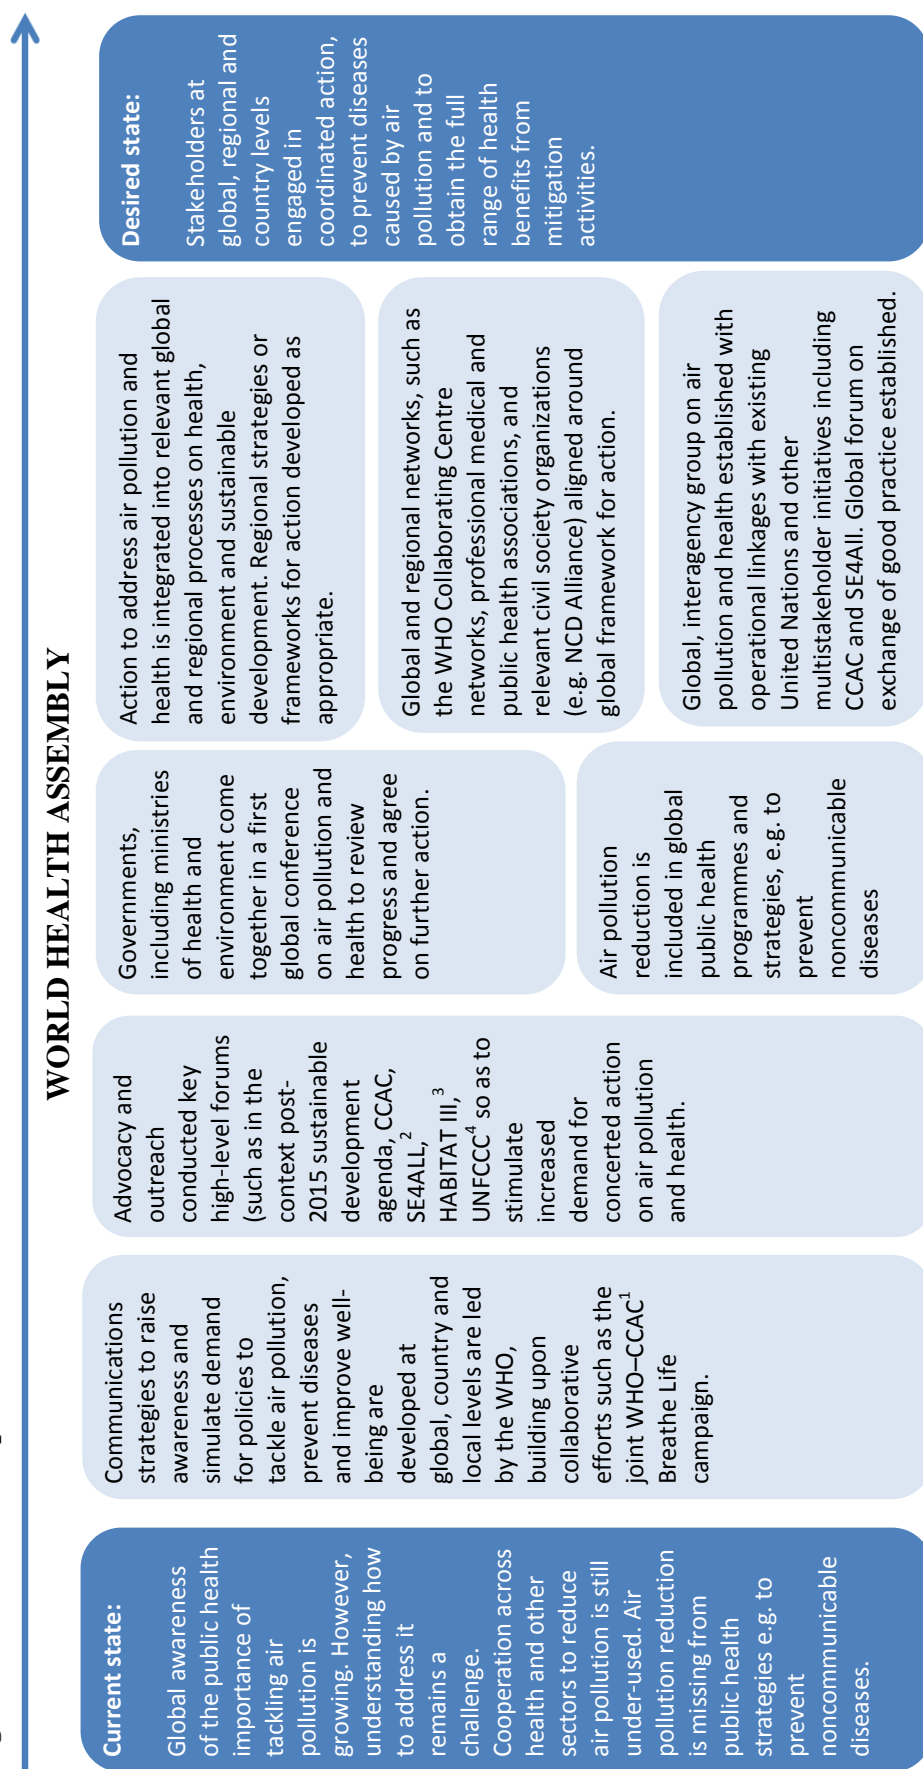 WORLD HEALTH ASSEMBLY
Current state:
Global awareness
of the public health
importance of
tackling air
pollution is
growing. However,
understanding how
to address it
remains a
challenge.
Cooperation across
health and other
sectors to reduce
air pollution is still
under-used. Air
pollution reduction
is missing from
public health
strategies e.g. to
prevent
noncommunicable
diseases.
Communications
strategies to raise
awareness and
simulate demand
for policies to
tackle air pollution,
prevent diseases
and improve well-
being are
developed at
global, country and
local levels are led
by the WHO,
building upon
collaborative
efforts such as the
joint WHO–CCAC¹
Breathe Life
campaign.
Advocacy and
outreach
conducted key
high-level forums
(such as in the
context post-
2015 sustainable
development
agenda, CCAC,
SE4ALL,²
HABITAT III,³
UNFCCC⁴ so as to
stimulate
increased
demand for
concerted action
on air pollution
and health.
Governments,
including ministries
of health and
environment come
together in a first
global conference
on air pollution and
health to review
progress and agree
on further action.
Air pollution
reduction is
included in global
public health
programmes and
strategies, e.g. to
prevent
noncommunicable
diseases
Action to address air pollution and
health is integrated into relevant global
and regional processes on health,
environment and sustainable
development. Regional strategies or
frameworks for action developed as
appropriate.
Global and regional networks, such as
the WHO Collaborating Centre
networks, professional medical and
public health associations, and
relevant civil society organizations
(e.g. NCD Alliance) aligned around
global framework for action.
Global, interagency group on air
pollution and health established with
operational linkages with existing
United Nations and other
multistakeholder initiatives including
CCAC and SE4All. Global forum on
exchange of good practice established.
Desired state:
Stakeholders at
global, regional and
country levels
engaged in
coordinated action,
to prevent diseases
caused by air
pollution and to
obtain the full
range of health
benefits from
mitigation
activities.